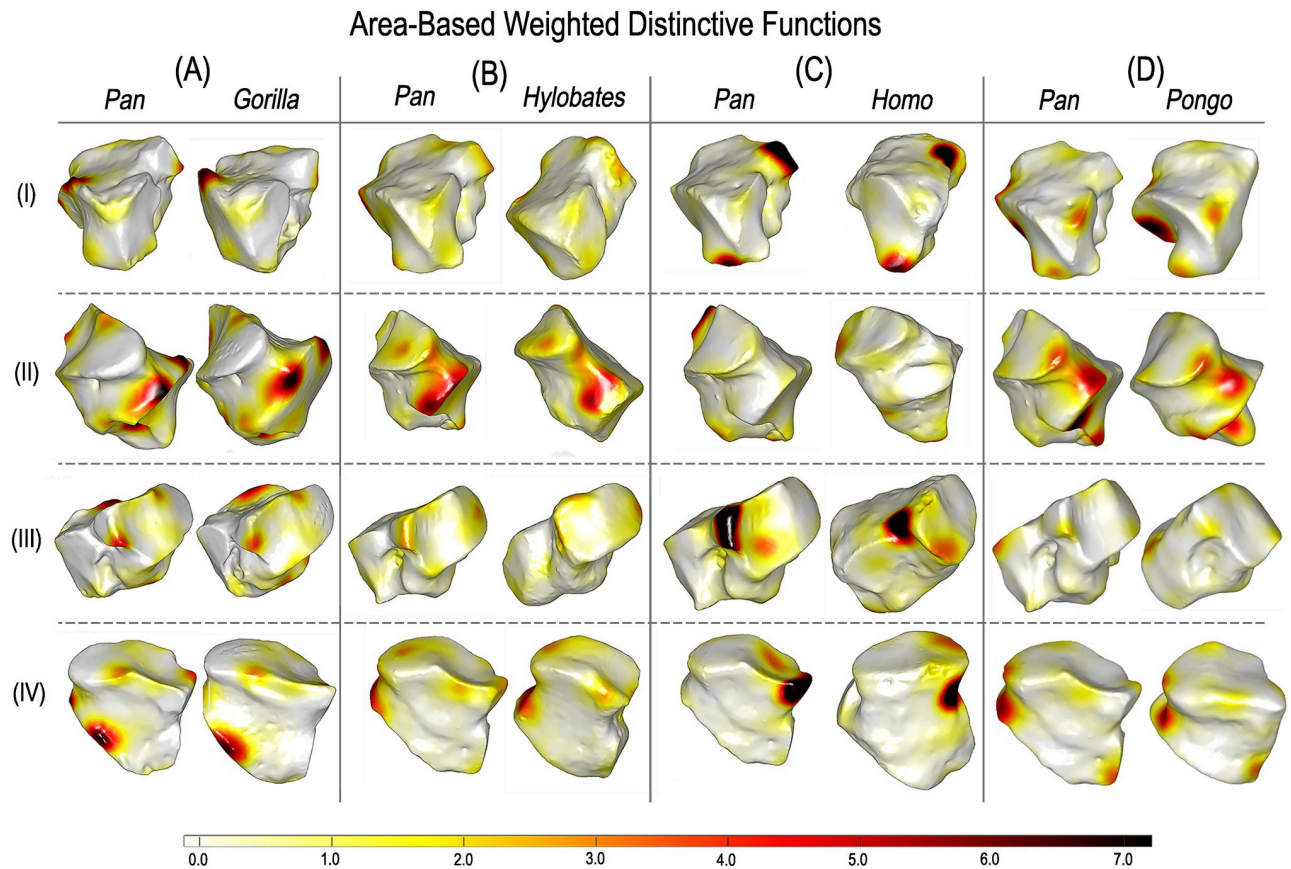 Area-Based Weighted Distinctive Functions
(A) (B) (C) (D)
Pan Gorilla Pan Hylobates Pan Homo Pan Pongo
(I)
(II)
(III)
(IV)
0.0 1.0 2.0 3.0 4.0 5.0 6.0 7.0